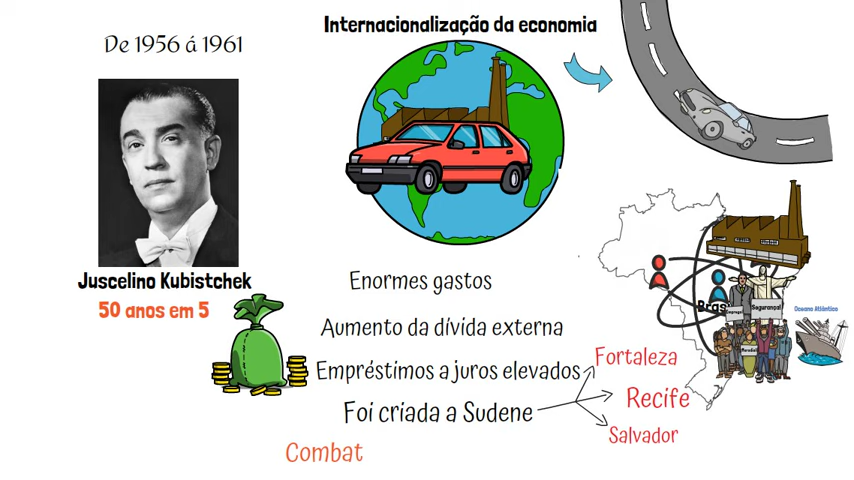 De 1956 á 1961
Internacionalização da economia
Juscelino Kubistchek
50 anos em 5
Enormes gastos
Aumento da dívida externa
Empréstimos a juros elevados
Foi criada a Sudene
Fortaleza
Recife
Salvador
Combat
Bras
Segurança!
Oceano Atlântico